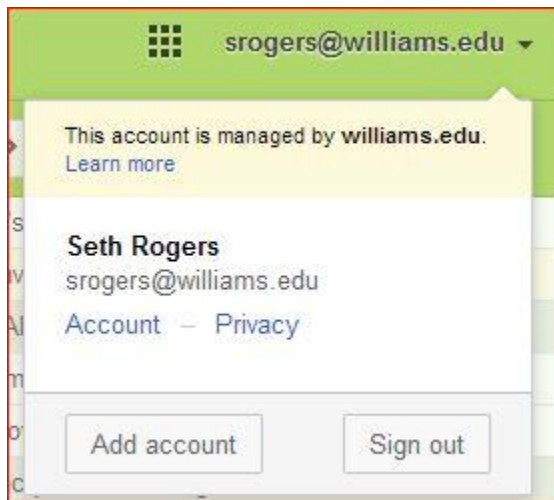 srogers@williams.edu
This account is managed by williams.edu.
Learn more
Seth Rogers
srogers@williams.edu
Account – Privacy
Add account Sign out